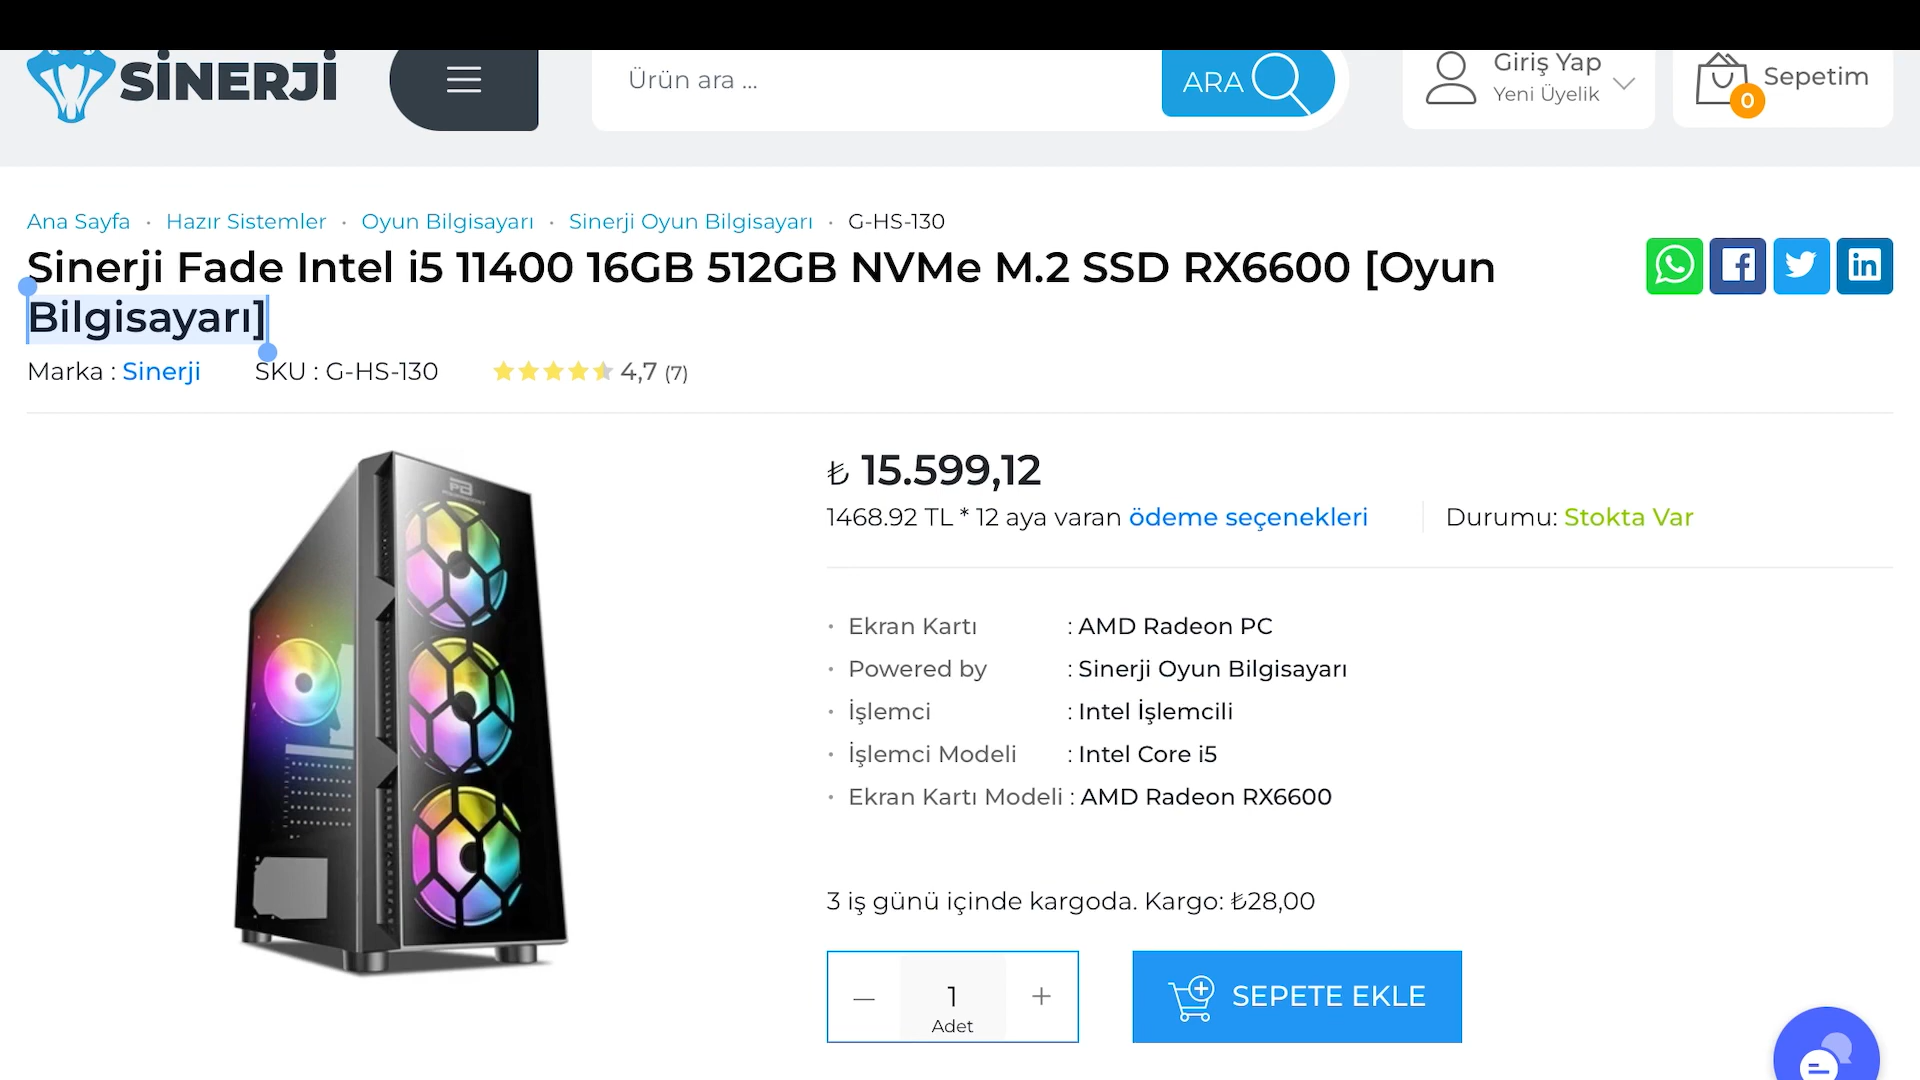 SİNERJİ
Ürün ara ...
ARA
Giriş Yap
Yeni Üyelik
0
Sepetim
Ana Sayfa · Hazır Sistemler · Oyun Bilgisayarı · Sinerji Oyun Bilgisayarı · G-HS-130
Sinerji Fade Intel i5 11400 16GB 512GB NVMe M.2 SSD RX6600 [Oyun
Bilgisayarı]
Marka : Sinerji SKU : G-HS-130 4,7 (7)
₺ 15.599,12
1468.92 TL * 12 aya varan ödeme seçenekleri Durumu: Stokta Var
· Ekran Kartı : AMD Radeon PC
· Powered by : Sinerji Oyun Bilgisayarı
· İşlemci : Intel İşlemcili
· İşlemci Modeli : Intel Core i5
· Ekran Kartı Modeli : AMD Radeon RX6600
3 iş günü içinde kargoda. Kargo: ₺28,00
— 1 +
Adet
SEPETE EKLE